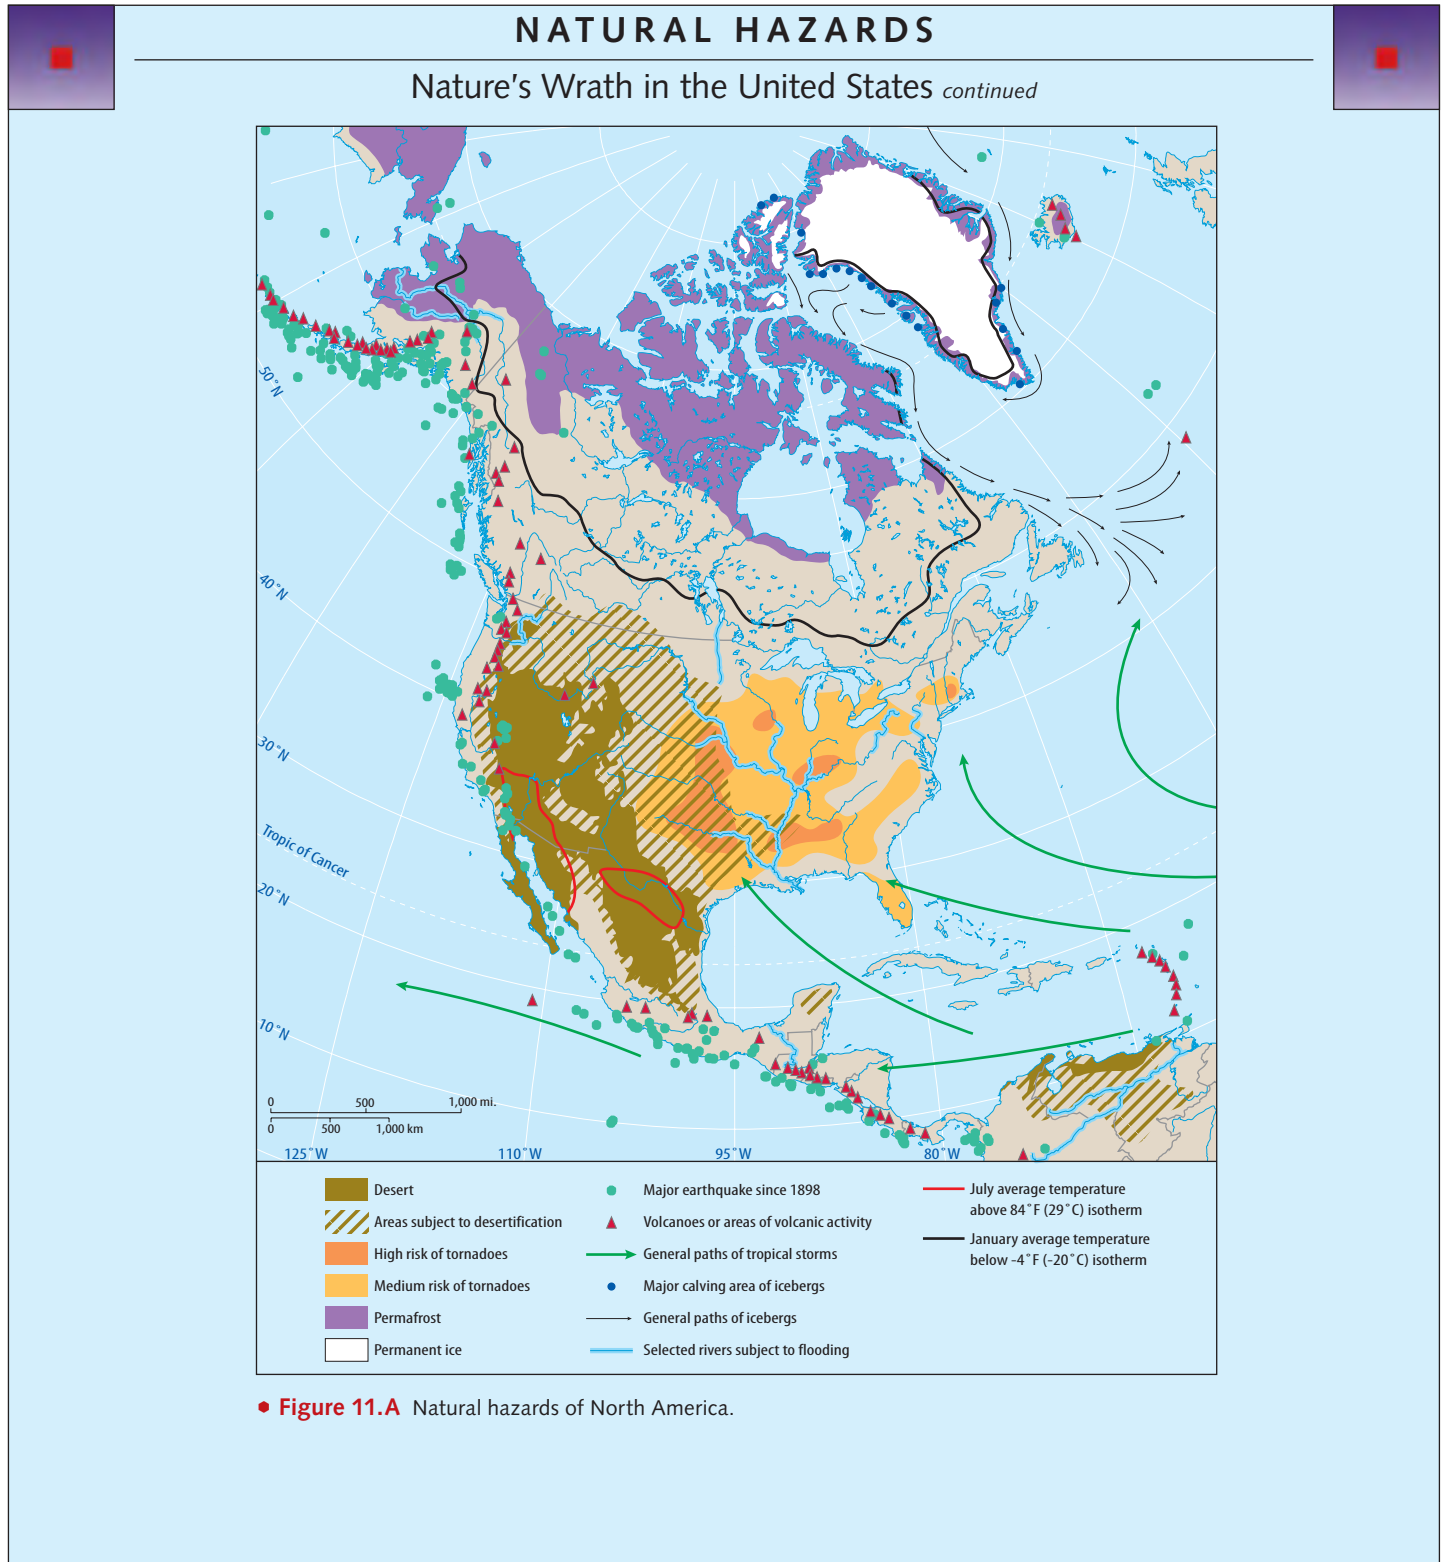 NATURAL HAZARDS
Nature's Wrath in the United States continued
50°N
40°N
30°N
Tropic of Cancer
20°N
10°N
0 500 1,000 mi.
0 500 1,000 km
125°W 110°W 95°W 80°W
Desert
Areas subject to desertification
High risk of tornadoes
Medium risk of tornadoes
Permafrost
Permanent ice
Major earthquake since 1898
Volcanoes or areas of volcanic activity
General paths of tropical storms
Major calving area of icebergs
General paths of icebergs
Selected rivers subject to flooding
July average temperature
above 84°F (29°C) isotherm
January average temperature
below -4°F (-20°C) isotherm
Figure 11.A Natural hazards of North America.